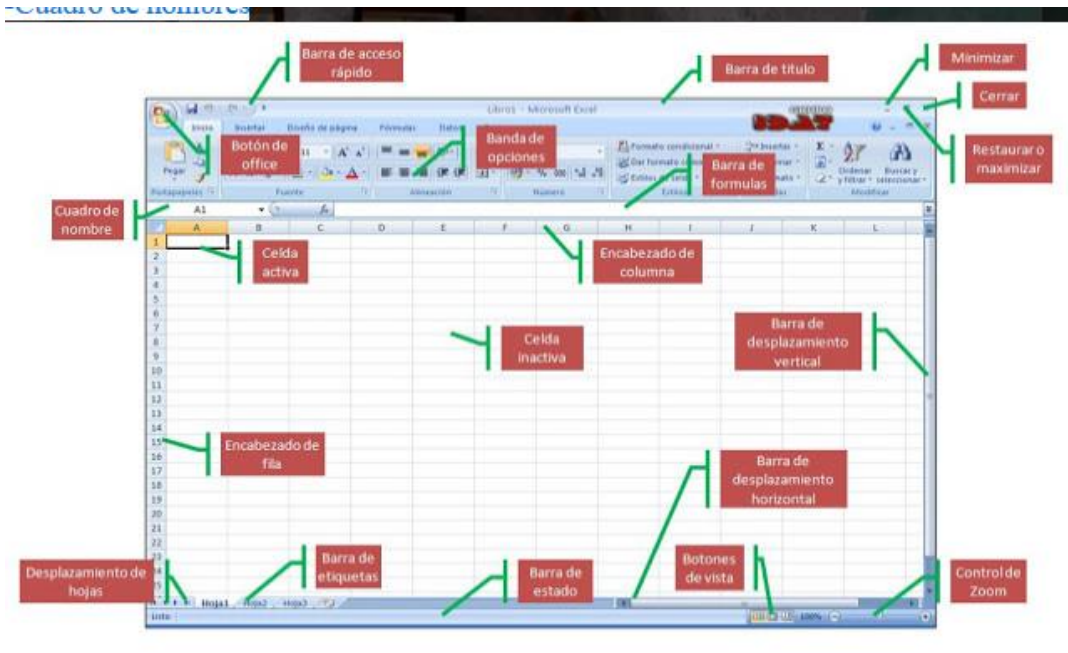 -Cuadro de nombres
Barra de acceso
rápido
Barra de titulo
Minimizar
Cerrar
Restaurar o
maximizar
Libro1 - Microsoft Excel
Inicio
Insertar
Diseño de página
Fórmulas
Datos
Botón de
office
Banda de
opciones
Barra de
formulas
Pegar
Formato condicional
Dar formato
Estilos de
Insertar
Ordenar
y filtrar
Buscar y
seleccionar
Portapapeles
Fuente
Alineación
Número
Estilos
Modificar
Cuadro de
nombre
A1
fx
A B C D E F G H I J K L
1
2
3
4
5
6
7
8
9
10
11
12
13
14
15
16
17
18
19
20
21
22
23
Celda
activa
Encabezado de
columna
Celda
inactiva
Barra de
desplazamiento
vertical
Encabezado de
fila
Barra de
desplazamiento
horizontal
Desplazamiento de
hojas
Barra de
etiquetas
Barra de
estado
Botones
de vista
Control de
Zoom
Hoja1 Hoja2 Hoja3
Listo
100%